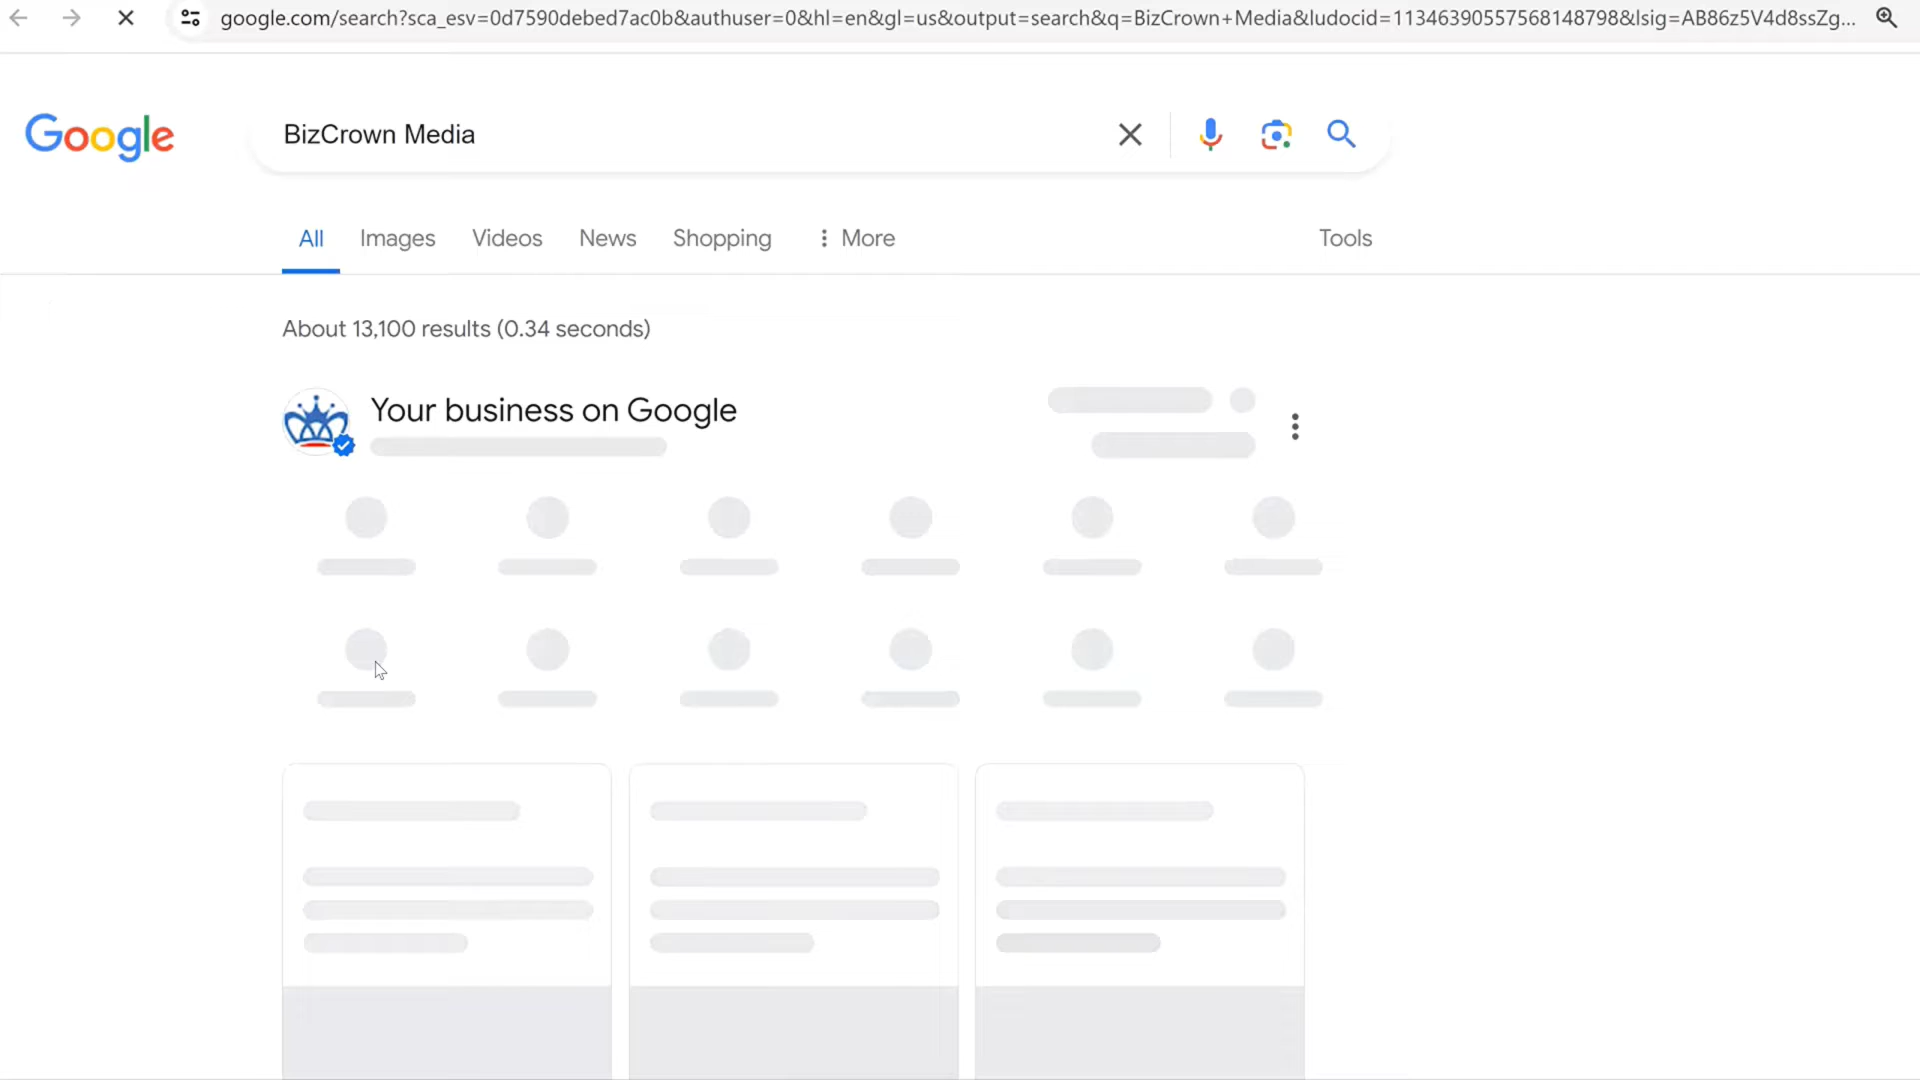 google.com/search?sca_esv=0d7590debed7ac0b&authuser=0&hl=en&gl=us&output=search&q=BizCrown+Media&ludocid=11346390557568148798&lsig=AB86z5V4d8ssZg...
Google
BizCrown Media
All Images Videos News Shopping More Tools
About 13,100 results (0.34 seconds)
Your business on Google